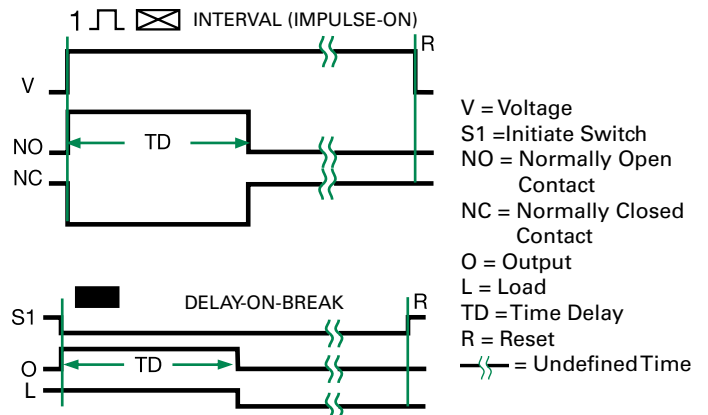 1 INTERVAL (IMPULSE-ON)
R
V
TD
NO
NC
DELAY-ON-BREAK
R
S1
TD
O
L
V = Voltage
S1 =Initiate Switch
NO = Normally Open
Contact
NC = Normally Closed
Contact
O = Output
L = Load
TD =Time Delay
R = Reset
= Undefined Time